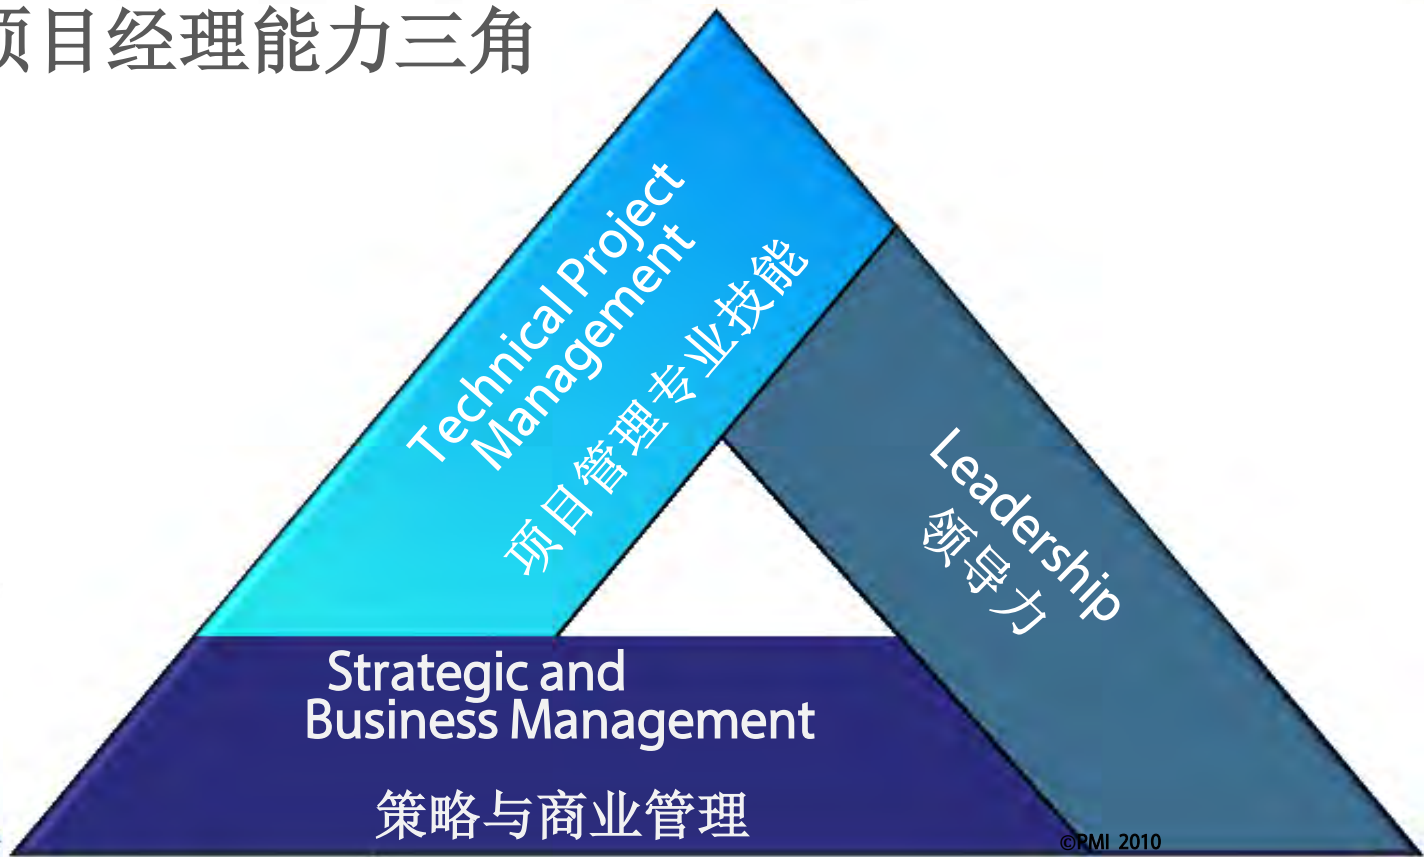 项目经理能力三角
Technical Project
Management
项目管理专业技能
Leadership
领导力
Strategic and
Business Management
策略与商业管理
©PMI 2010